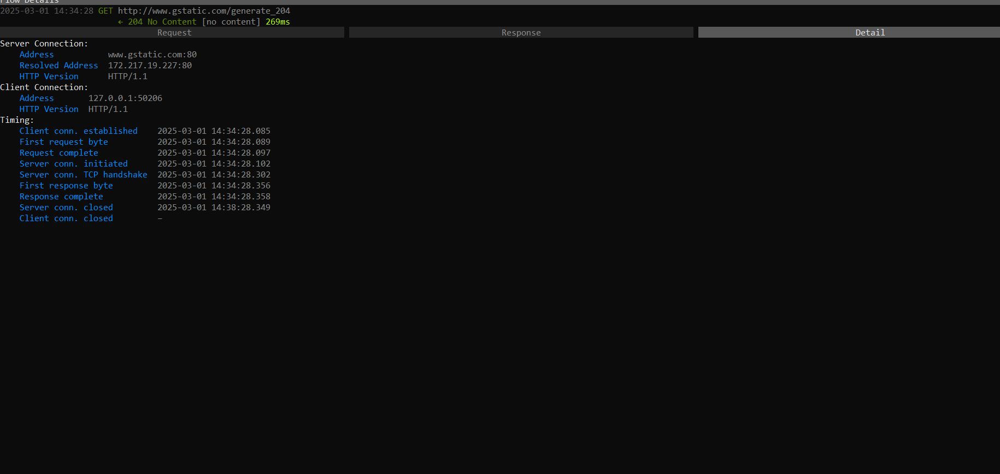 Flow Details
2025-03-01 14:34:28 GET http://www.gstatic.com/generate_204
← 204 No Content [no content] 269ms
Request Response Detail
Server Connection:
Address www.gstatic.com:80
Resolved Address 172.217.19.227:80
HTTP Version HTTP/1.1
Client Connection:
Address 127.0.0.1:50206
HTTP Version HTTP/1.1
Timing:
Client conn. established 2025-03-01 14:34:28.085
First request byte 2025-03-01 14:34:28.089
Request complete 2025-03-01 14:34:28.097
Server conn. initiated 2025-03-01 14:34:28.102
Server conn. TCP handshake 2025-03-01 14:34:28.302
First response byte 2025-03-01 14:34:28.356
Response complete 2025-03-01 14:34:28.358
Server conn. closed 2025-03-01 14:38:28.349
Client conn. closed –